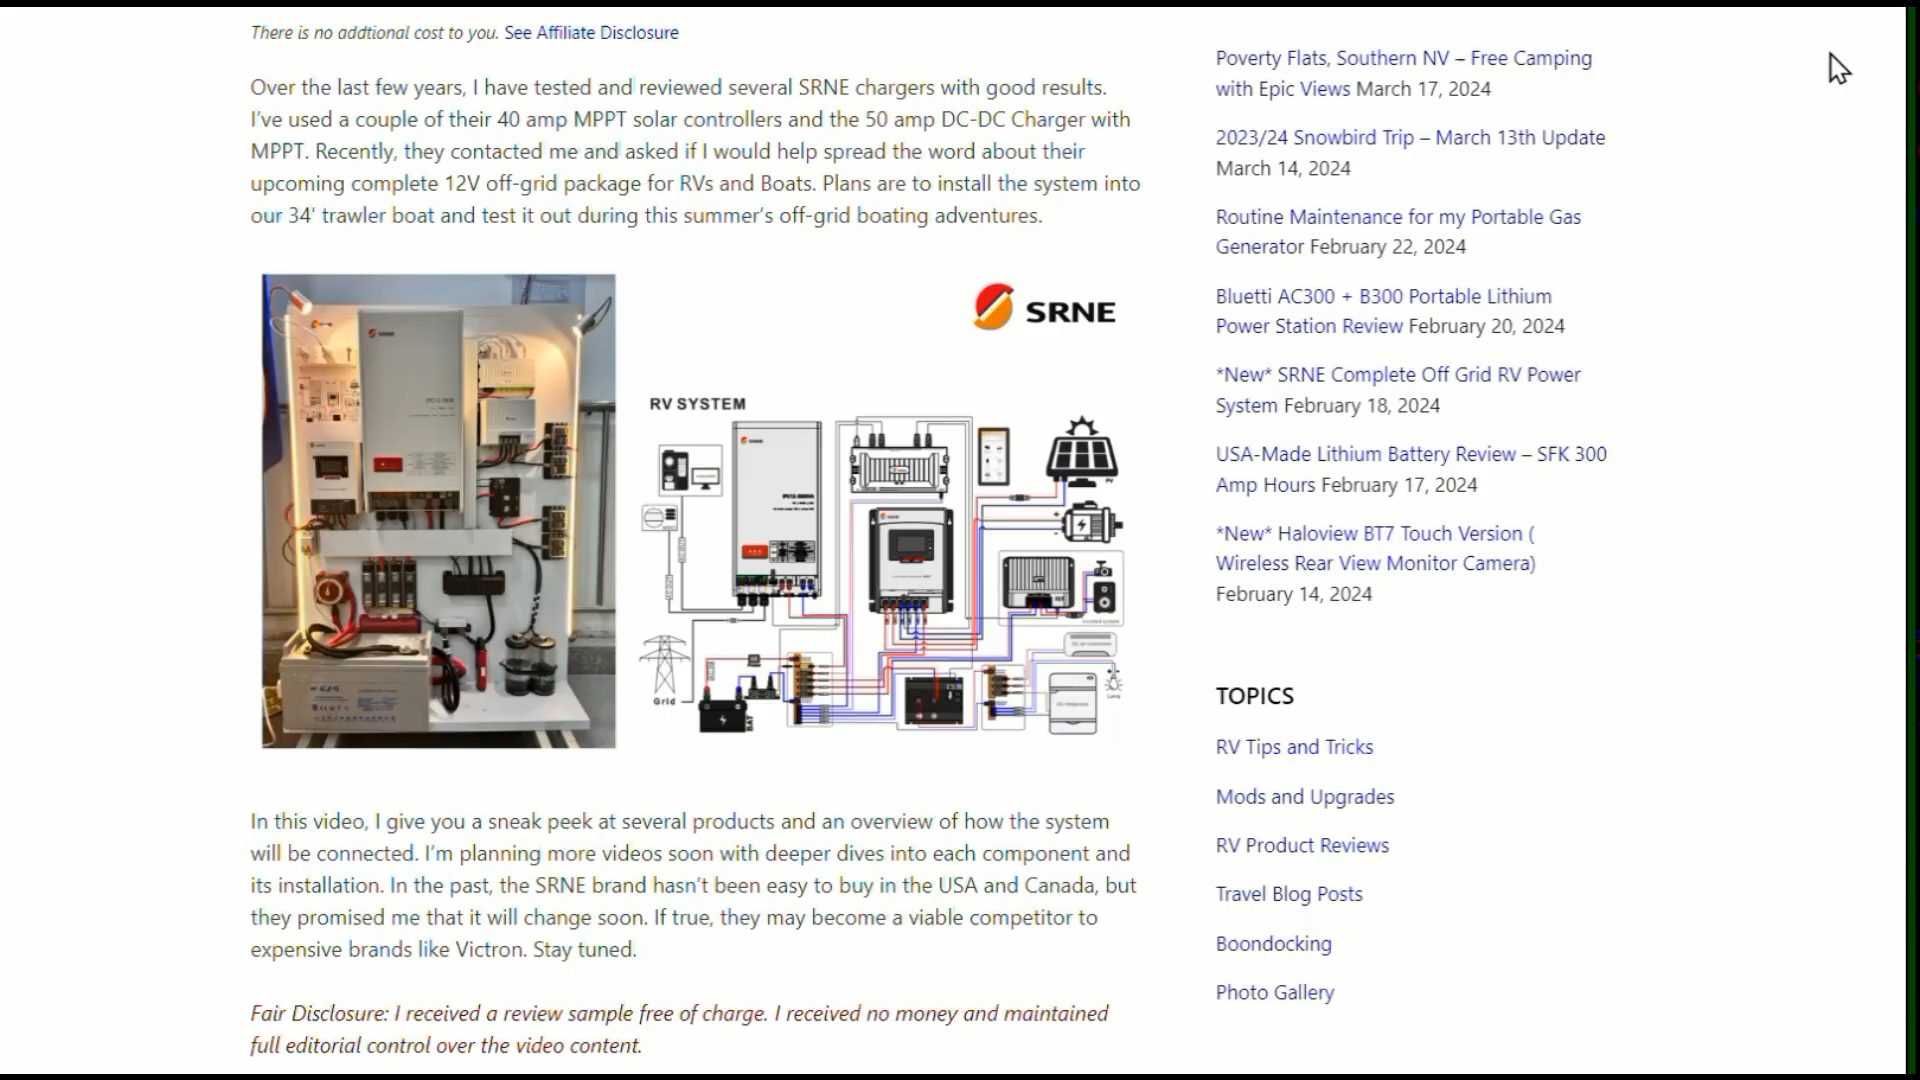 There is no addtional cost to you. See Affiliate Disclosure
Over the last few years, I have tested and reviewed several SRNE chargers with good results.
I've used a couple of their 40 amp MPPT solar controllers and the 50 amp DC-DC Charger with
MPPT. Recently, they contacted me and asked if I would help spread the word about their
upcoming complete 12V off-grid package for RVs and Boats. Plans are to install the system into
our 34' trawler boat and test it out during this summer's off-grid boating adventures.
SRNE
SRNE
RV SYSTEM
SRNE
PV
SRNE
Grid
BAT
Lamp
In this video, I give you a sneak peek at several products and an overview of how the system
will be connected. I'm planning more videos soon with deeper dives into each component and
its installation. In the past, the SRNE brand hasn't been easy to buy in the USA and Canada, but
they promised me that it will change soon. If true, they may become a viable competitor to
expensive brands like Victron. Stay tuned.
Fair Disclosure: I received a review sample free of charge. I received no money and maintained
full editorial control over the video content.
Poverty Flats, Southern NV – Free Camping
with Epic Views March 17, 2024
2023/24 Snowbird Trip – March 13th Update
March 14, 2024
Routine Maintenance for my Portable Gas
Generator February 22, 2024
Bluetti AC300 + B300 Portable Lithium
Power Station Review February 20, 2024
*New* SRNE Complete Off Grid RV Power
System February 18, 2024
USA-Made Lithium Battery Review – SFK 300
Amp Hours February 17, 2024
*New* Haloview BT7 Touch Version (
Wireless Rear View Monitor Camera)
February 14, 2024
TOPICS
RV Tips and Tricks
Mods and Upgrades
RV Product Reviews
Travel Blog Posts
Boondocking
Photo Gallery